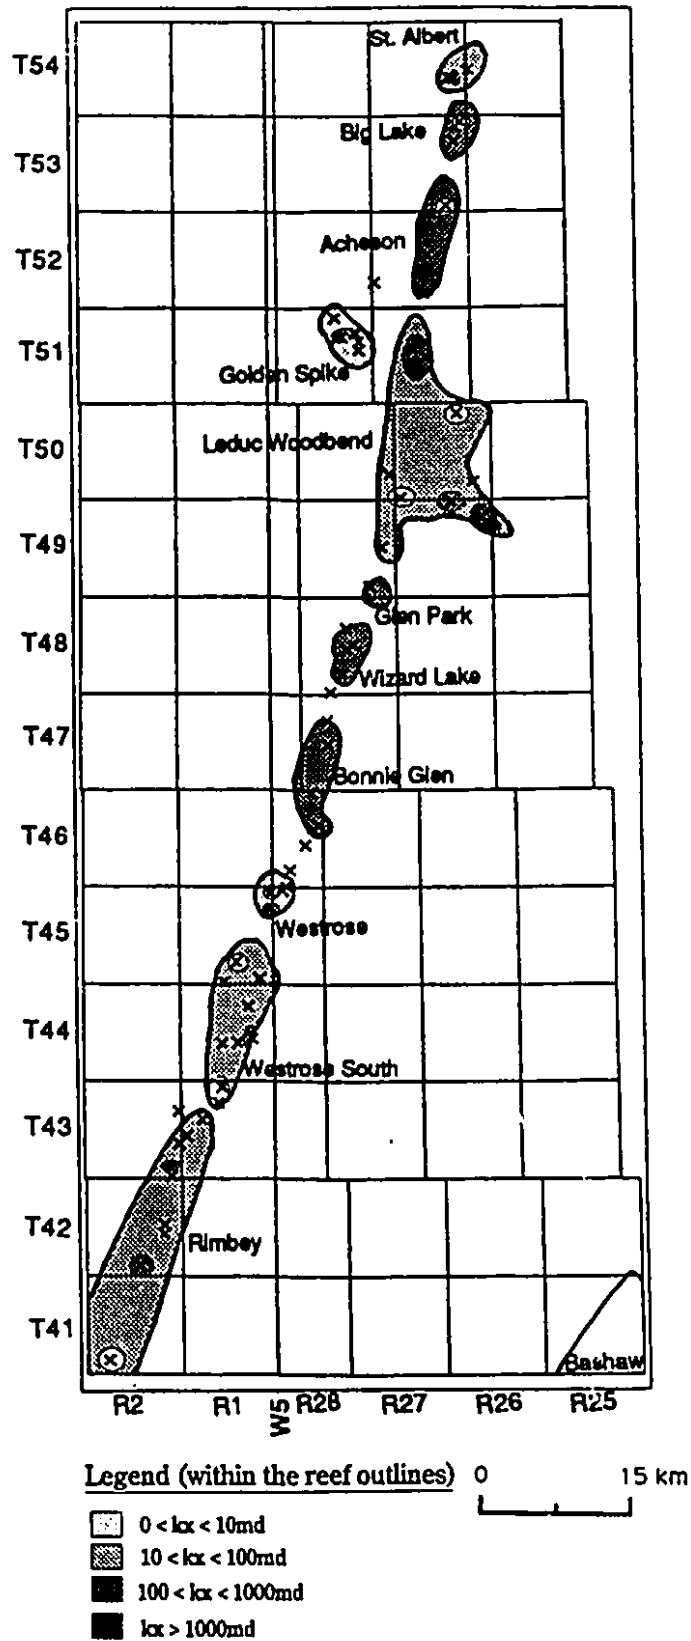 St. Albert
T54
Big Lake
T53
Acheson
T52
T51
Golden Spike
Leduc Woodbend
T50
T49
Glen Park
T48
Wizard Lake
T47
Bonnie Glen
T46
Westrose
T45
T44
Westrose South
T43
T42
Rimbey
T41
Bashaw
R2 R1 W5 R28 R27 R26 R25
Legend (within the reef outlines) 0 15 km
0 < kx < 10md
10 < kx < 100md
100 < kx < 1000md
kx > 1000md